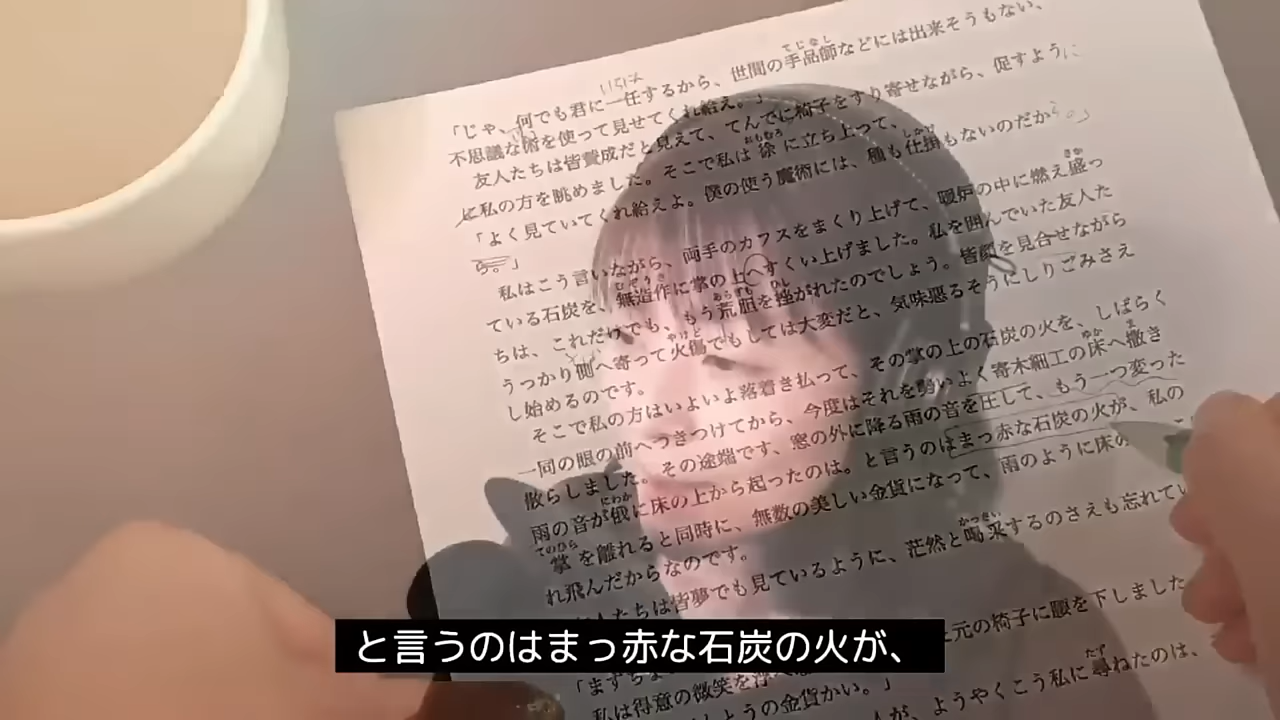 「じゃ、何でも君に一任するから、世間の手品師などには出来そうもない、
不思議な術を使って見せてくれ給え。」
友人たちは皆賛成だと見えて、てんでに椅子をすり寄せながら、促すように
私の方を眺めました。そこで私は徐に立ち上って、
「よく見ていてくれ給えよ。僕の使う魔術には、種も仕掛もないのだから。」
私はこう言いながら、両手のカフスをまくり上げて、暖炉の中に燃え盛っ
ている石炭を、無造作に掌の上へすくい上げました。私を囲んでいた友人た
ちは、これだけでも、もう荒胆を挫がれたのでしょう。皆顔を見合せながら
うっかり側へ寄って火傷でもしては大変だと、気味悪るそうにしりごみさえ
し始めるのです。
そこで私の方はいよいよ落着き払って、その掌の上の石炭の火を、しばらく
一同の眼の前へつきつけてから、今度はそれを勢いよく寄木細工の床へ撒き
散らしました。その途端です、窓の外に降る雨の音を圧して、もう一つ変った
雨の音が俄に床の上から起ったのは。と言うのはまっ赤な石炭の火が、私の
掌を離れると同時に、無数の美しい金貨になって、雨のように床の
れ飛んだからなのです。
人たちは皆夢でも見ているように、茫然と喝采するのさえも忘れてい
元の椅子に腰を下しました
「まずちょ
私は得意の微笑を浮べ
とうの金貨かい。」
が、ようやくこう私に尋ねたのは、
と言うのはまっ赤な石炭の火が、